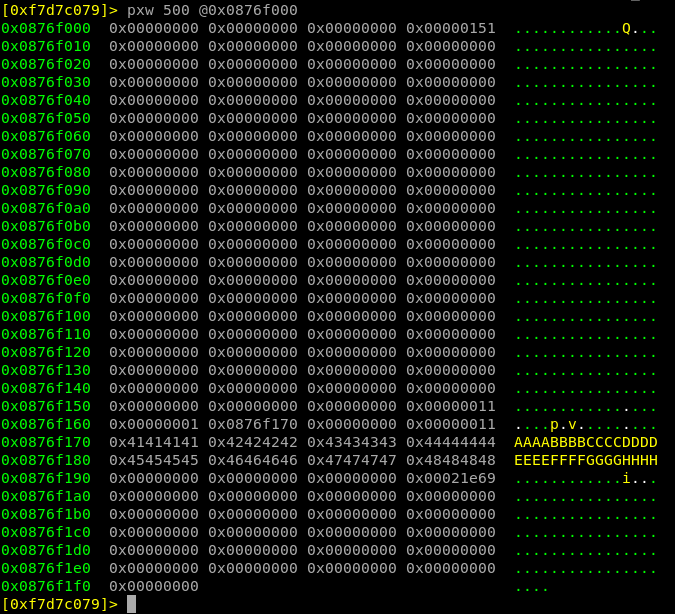 [0xf7d7c079]> pxw 500 @0x0876f000
0x0876f000  0x00000000 0x00000000 0x00000000 0x00000151  ............Q...
0x0876f010  0x00000000 0x00000000 0x00000000 0x00000000  ................
0x0876f020  0x00000000 0x00000000 0x00000000 0x00000000  ................
0x0876f030  0x00000000 0x00000000 0x00000000 0x00000000  ................
0x0876f040  0x00000000 0x00000000 0x00000000 0x00000000  ................
0x0876f050  0x00000000 0x00000000 0x00000000 0x00000000  ................
0x0876f060  0x00000000 0x00000000 0x00000000 0x00000000  ................
0x0876f070  0x00000000 0x00000000 0x00000000 0x00000000  ................
0x0876f080  0x00000000 0x00000000 0x00000000 0x00000000  ................
0x0876f090  0x00000000 0x00000000 0x00000000 0x00000000  ................
0x0876f0a0  0x00000000 0x00000000 0x00000000 0x00000000  ................
0x0876f0b0  0x00000000 0x00000000 0x00000000 0x00000000  ................
0x0876f0c0  0x00000000 0x00000000 0x00000000 0x00000000  ................
0x0876f0d0  0x00000000 0x00000000 0x00000000 0x00000000  ................
0x0876f0e0  0x00000000 0x00000000 0x00000000 0x00000000  ................
0x0876f0f0  0x00000000 0x00000000 0x00000000 0x00000000  ................
0x0876f100  0x00000000 0x00000000 0x00000000 0x00000000  ................
0x0876f110  0x00000000 0x00000000 0x00000000 0x00000000  ................
0x0876f120  0x00000000 0x00000000 0x00000000 0x00000000  ................
0x0876f130  0x00000000 0x00000000 0x00000000 0x00000000  ................
0x0876f140  0x00000000 0x00000000 0x00000000 0x00000000  ................
0x0876f150  0x00000000 0x00000000 0x00000000 0x00000011  ................
0x0876f160  0x00000001 0x0876f170 0x00000000 0x00000011  ....p.v.........
0x0876f170  0x41414141 0x42424242 0x43434343 0x44444444  AAAABBBBCCCCDDDD
0x0876f180  0x45454545 0x46464646 0x47474747 0x48484848  EEEEFFFFGGGGHHHH
0x0876f190  0x00000000 0x00000000 0x00000000 0x00021e69  ............i...
0x0876f1a0  0x00000000 0x00000000 0x00000000 0x00000000  ................
0x0876f1b0  0x00000000 0x00000000 0x00000000 0x00000000  ................
0x0876f1c0  0x00000000 0x00000000 0x00000000 0x00000000  ................
0x0876f1d0  0x00000000 0x00000000 0x00000000 0x00000000  ................
0x0876f1e0  0x00000000 0x00000000 0x00000000 0x00000000  ................
0x0876f1f0  0x00000000  ....
[0xf7d7c079]>